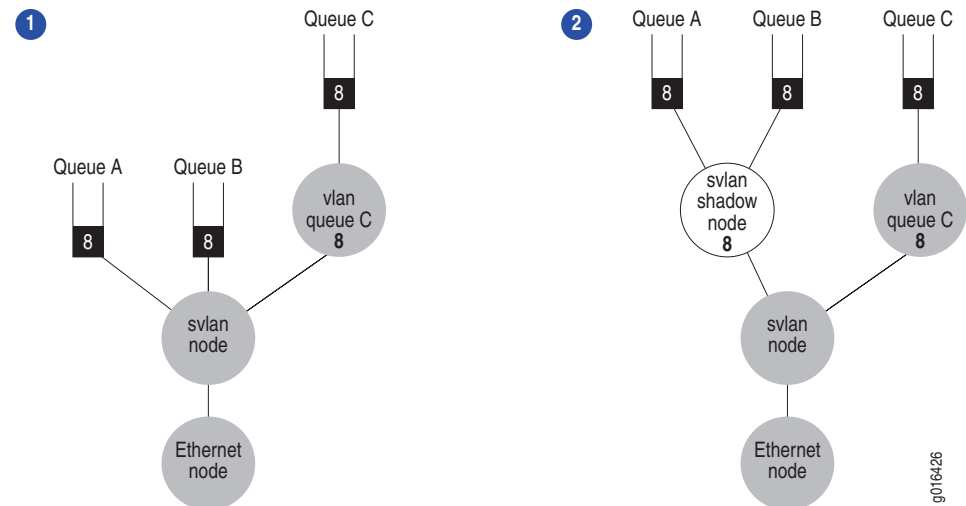 1
Queue C
8
Queue A
Queue B
8
8
vlan
queue C
8
svlan
node
Ethernet
node
2
Queue A
Queue B
Queue C
8
8
8
svlan
shadow
node
8
vlan
queue C
8
svlan
node
Ethernet
node
g016426